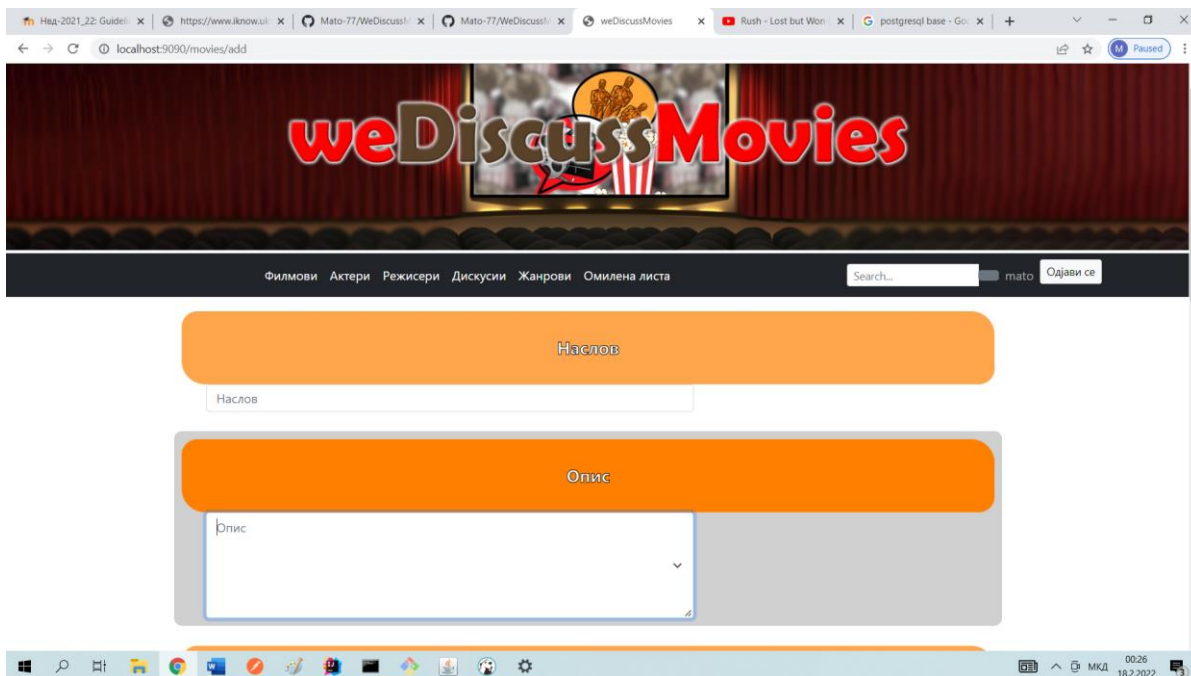 Нед-2021_22: Guideli
https://www.iknow.uk
Mato-77/WeDiscussM
Mato-77/WeDiscussM
weDiscussMovies
Rush - Lost but Won
postgresql base - Goo
localhost:9090/movies/add
M Paused
weDiscussMovies
Филмови Актери Режисери Дискусии Жанрови Омилена листа
Search...
mato
Одјави се
Наслов
Наслов
Опис
Опис
МКД
00:26
18.2.2022